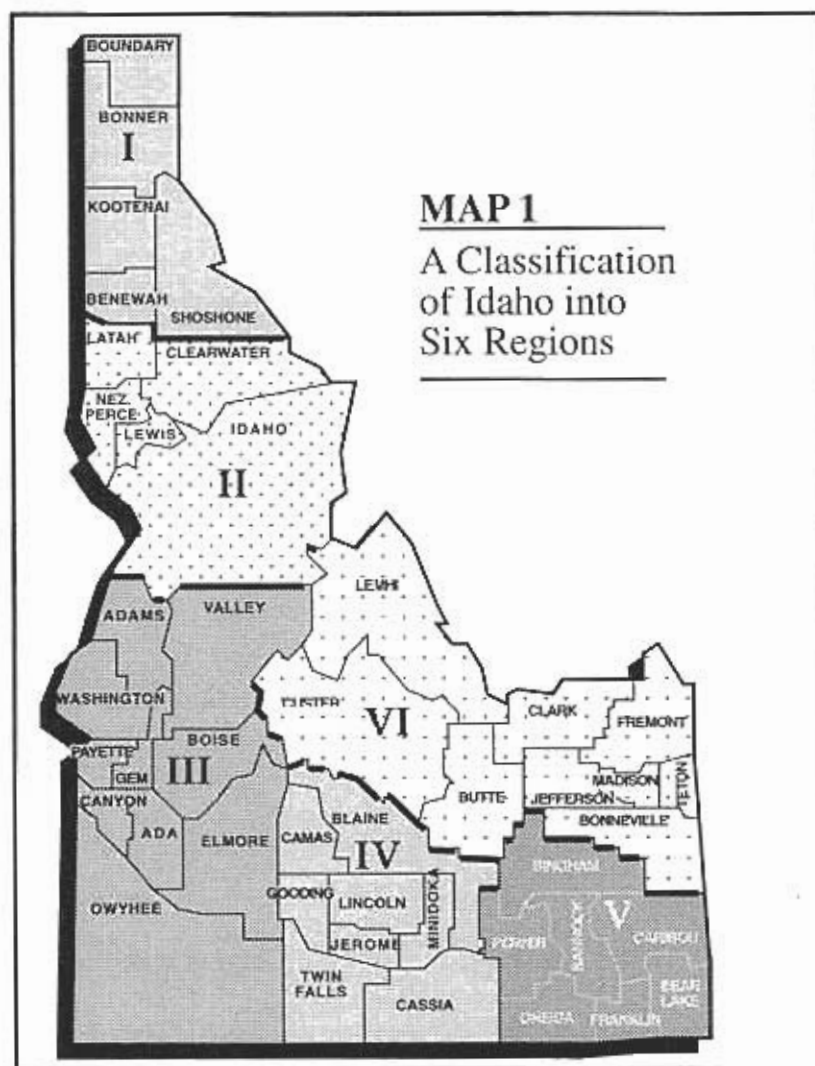 BOUNDARY
BONNER
I
KOOTENAI
BENEWAH
SHOSHONE
MAP 1
A Classification
of Idaho into
Six Regions
LATAH
CLEARWATER
NEZ
PERCE
LEWIS
IDAHO
II
LEMHI
ADAMS
VALLEY
WASHINGTON
CUSTER
VI
CLARK
FREMONT
PAYETTE
GEM
BOISE
III
BUTTE
JEFFERSON
MADISON
TETON
BONNEVILLE
CANYON
ADA
ELMORE
CAMAS
BLAINE
IV
OWYHEE
GOODING
LINCOLN
MINIDOKA
JEROME
TWIN
FALLS
CASSIA
BINGHAM
POWER
BANNOCK
V
CARIBOU
BEAR
LAKE
ONEIDA
FRANKLIN